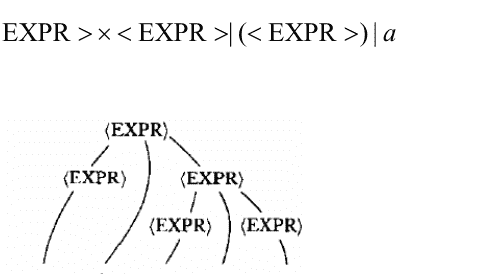 EXPR > × < EXPR >| (< EXPR >) | a
⟨EXPR⟩
⟨EXPR⟩ ⟨EXPR⟩
⟨EXPR⟩ ⟨EXPR⟩